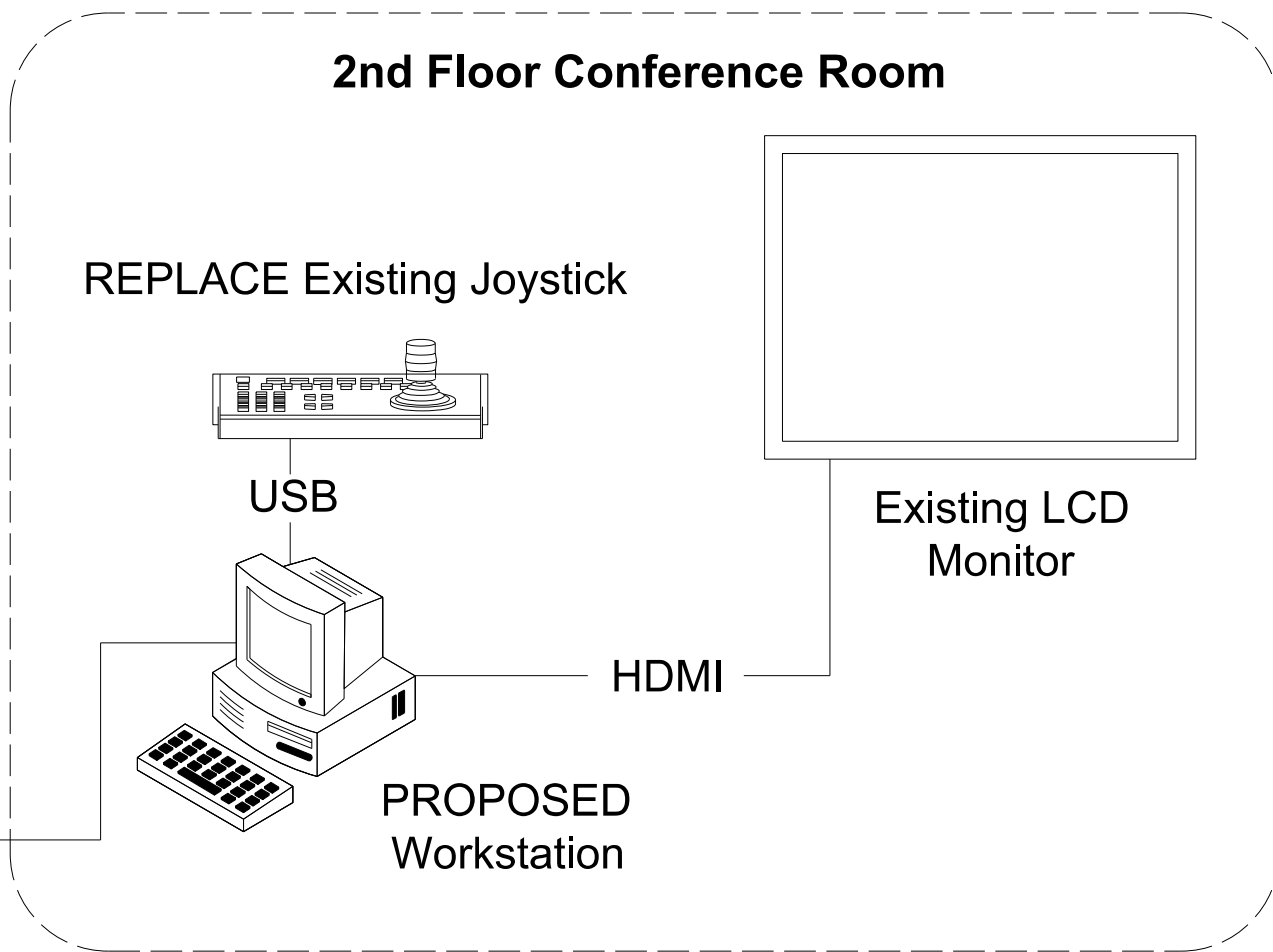 2nd Floor Conference Room
REPLACE Existing Joystick
USB
Existing LCD
Monitor
HDMI
PROPOSED
Workstation